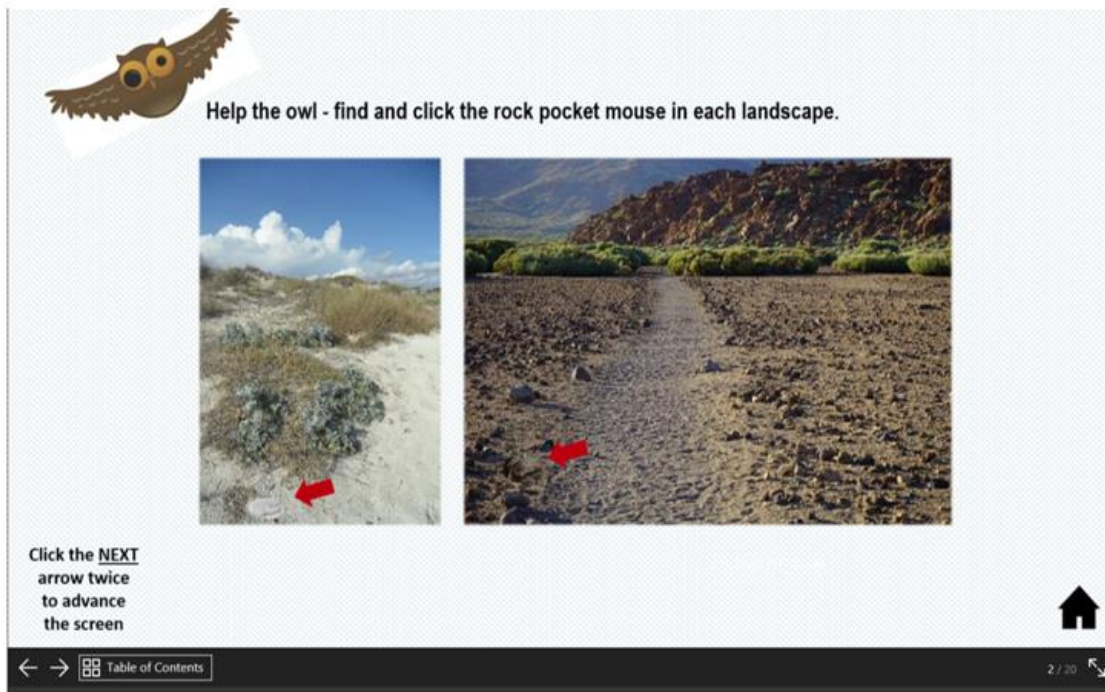 Help the owl - find and click the rock pocket mouse in each landscape.
Click the NEXT
arrow twice
to advance
the screen
Table of Contents
2 / 20